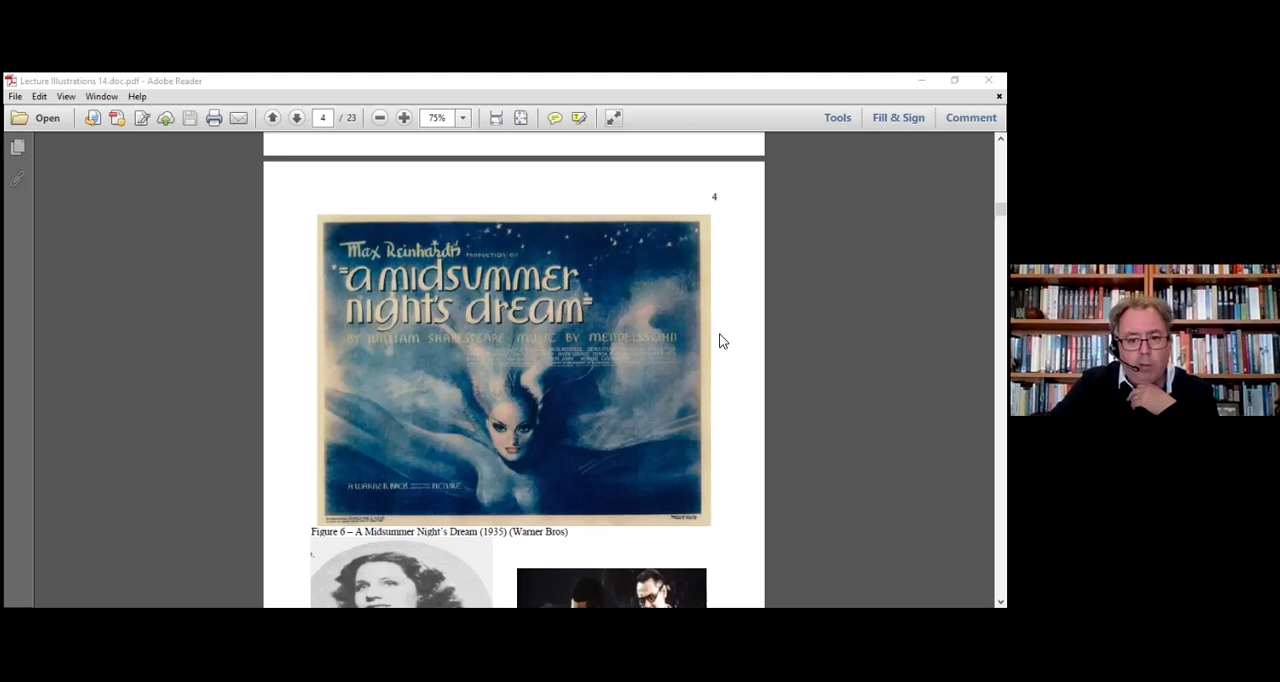 Lecture Illustrations 14.doc.pdf - Adobe Reader
File Edit View Window Help
Open 4 / 23 75% Tools Fill & Sign Comment
4
Max Reinhardt's PRODUCTION OF
"a midsummer
night's dream"
BY WILLIAM SHAKESPEARE MUSIC BY MENDELSSOHN
A WARNER BROS PICTURE
Figure 6 – A Midsummer Night's Dream (1935) (Warner Bros)